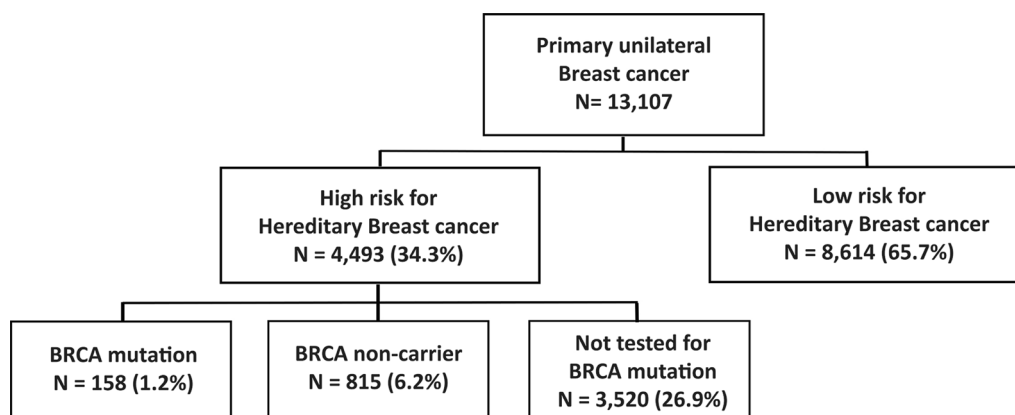 Primary unilateral
Breast cancer
N= 13,107
High risk for
Hereditary Breast cancer
N = 4,493 (34.3%)
Low risk for
Hereditary Breast cancer
N = 8,614 (65.7%)
BRCA mutation
N = 158 (1.2%)
BRCA non-carrier
N = 815 (6.2%)
Not tested for
BRCA mutation
N = 3,520 (26.9%)